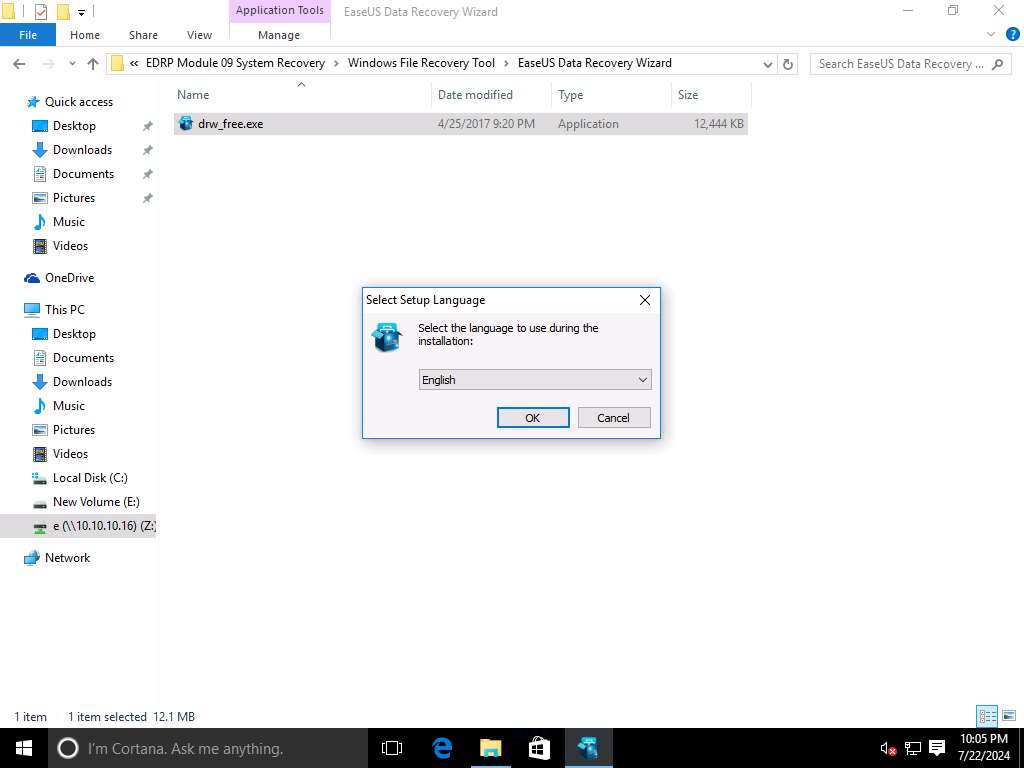 Application Tools
EaseUS Data Recovery Wizard
File
Home
Share
View
Manage
« EDRP Module 09 System Recovery > Windows File Recovery Tool > EaseUS Data Recovery Wizard
Search EaseUS Data Recovery ...
Name
Date modified
Type
Size
drw_free.exe
4/25/2017 9:20 PM
Application
12,444 KB
Quick access
Desktop
Downloads
Documents
Pictures
Music
Videos
OneDrive
This PC
Desktop
Documents
Downloads
Music
Pictures
Videos
Local Disk (C:)
New Volume (E:)
e (\\10.10.10.16) (Z:)
Network
Select Setup Language
Select the language to use during the
installation:
English
OK
Cancel
1 item
1 item selected 12.1 MB
I'm Cortana. Ask me anything.
10:05 PM
7/22/2024